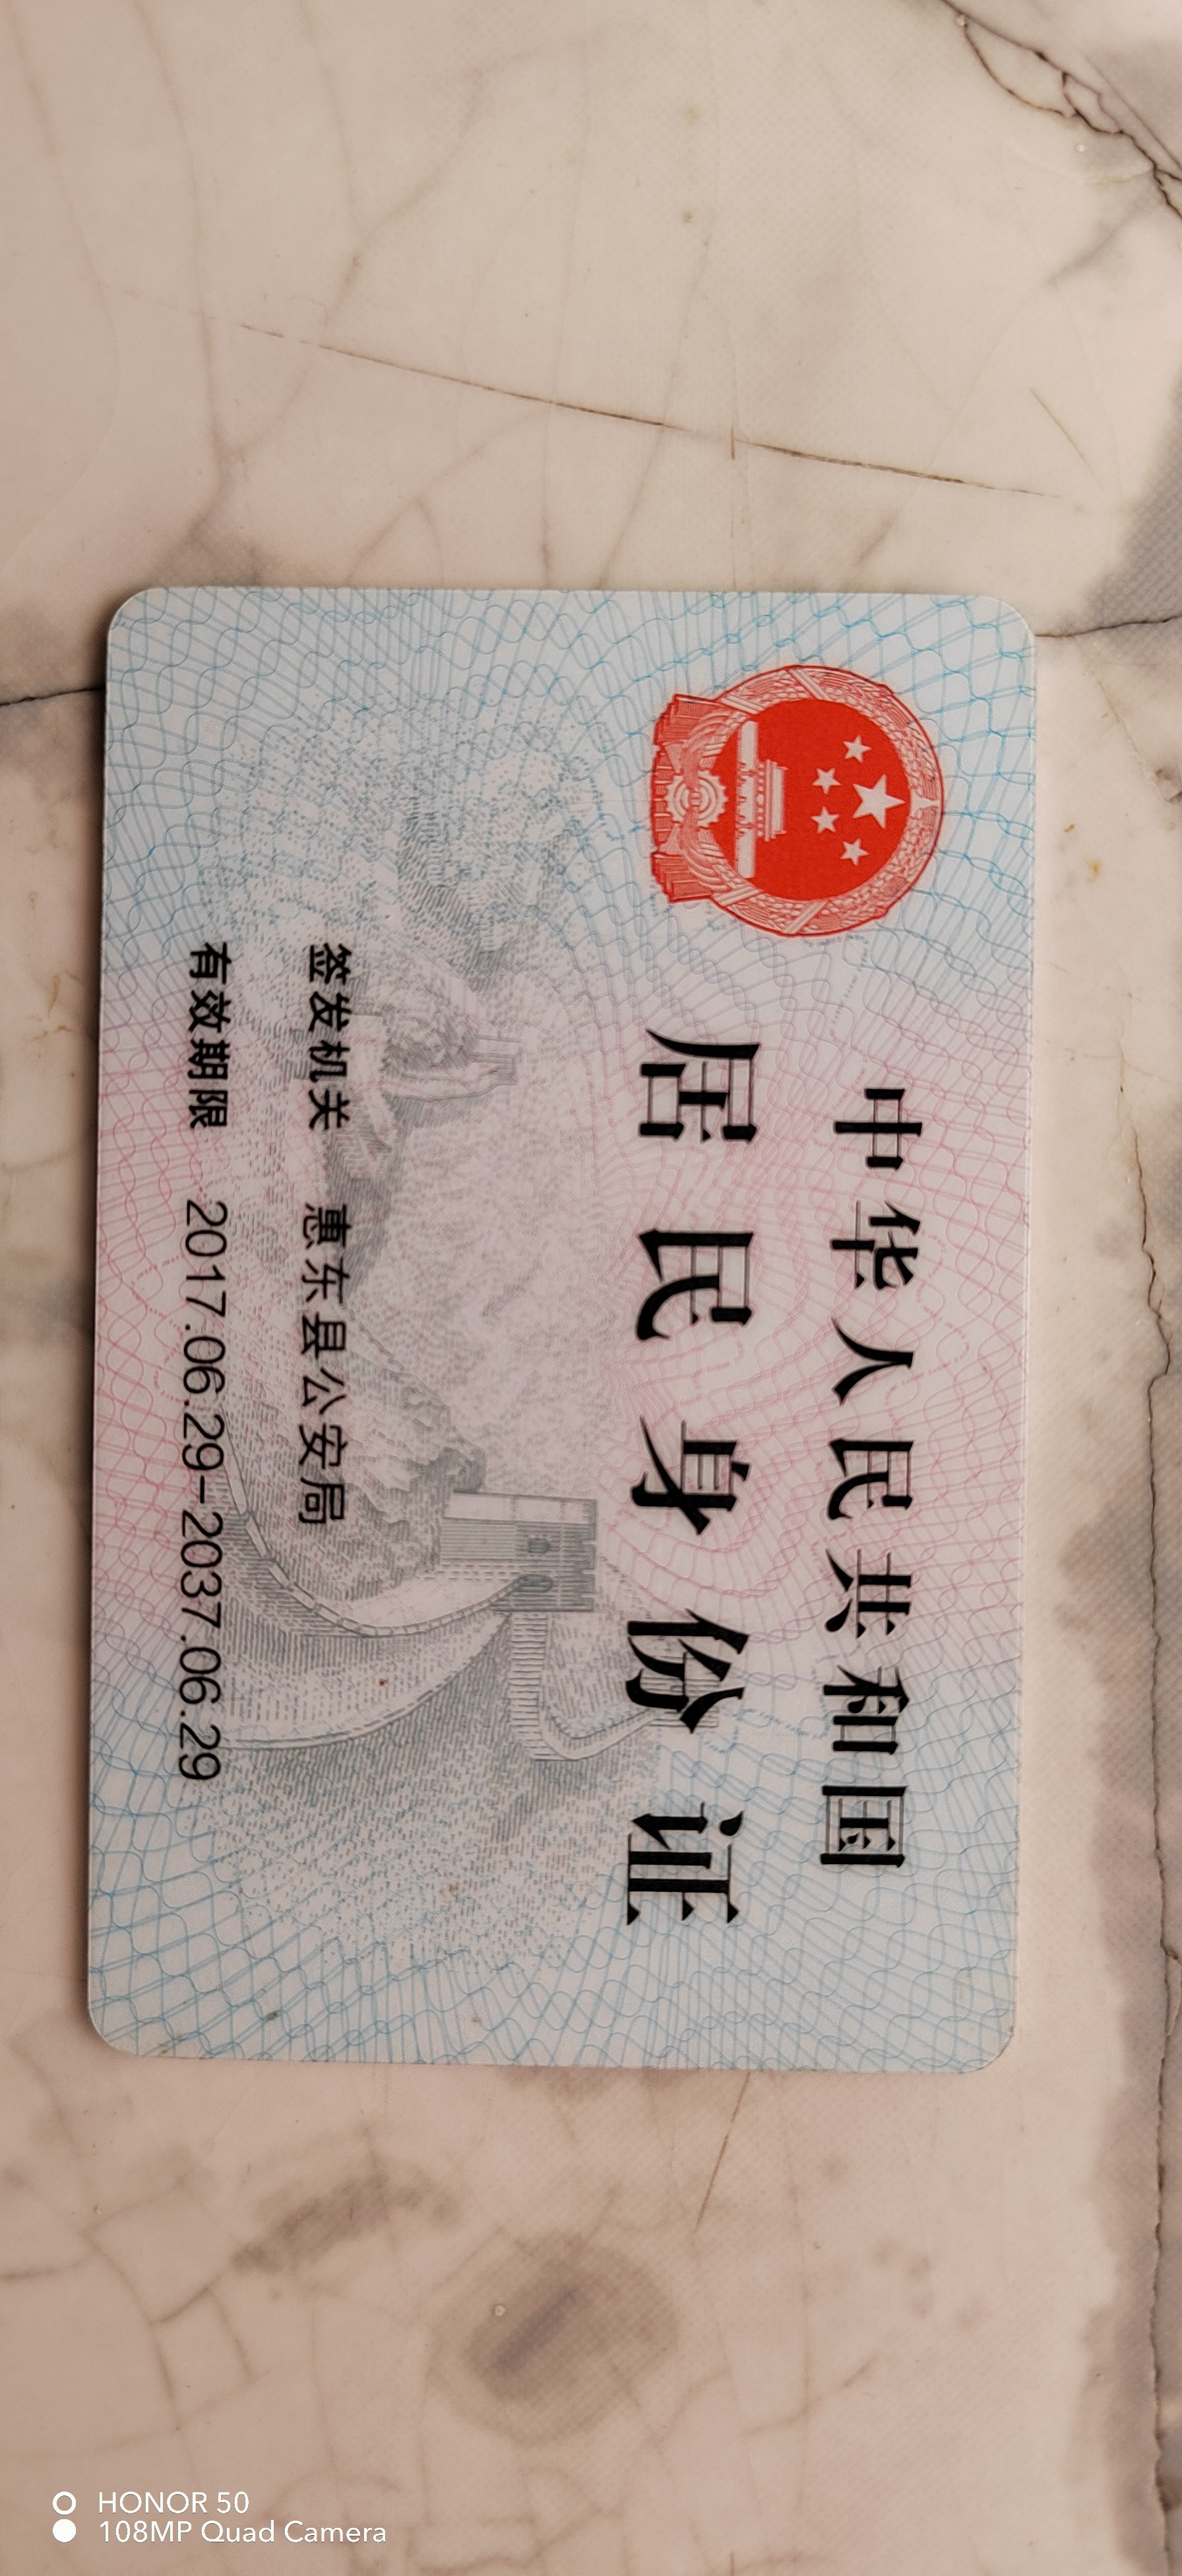 中华人民共和国
居民身份证
签发机关 惠东县公安局
有效期限 2017.06.29-2037.06.29
HONOR 50
108MP Quad Camera